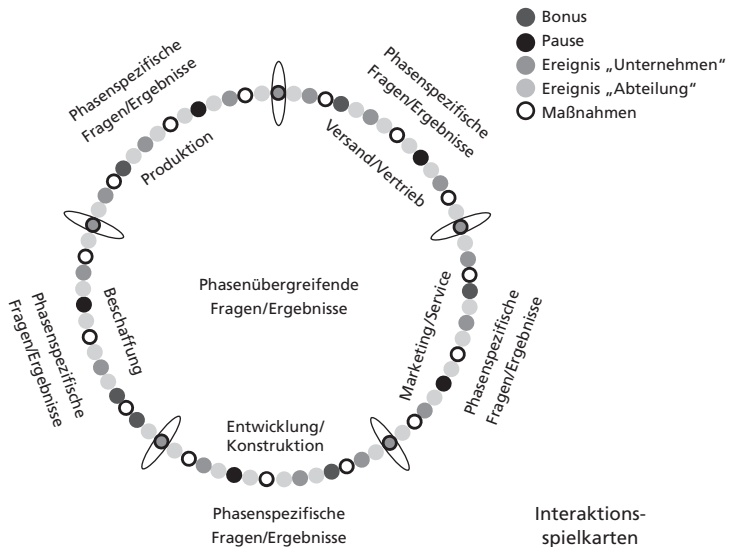 Bonus
Pause
Ereignis „Unternehmen“
Ereignis „Abteilung“
Maßnahmen
Phasenspezifische
Fragen/Ergebnisse
Produktion
Phasenspezifische
Fragen/Ergebnisse
Versand/Vertrieb
Phasenübergreifende
Fragen/Ergebnisse
Phasenspezifische
Fragen/Ergebnisse
Beschaffung
Marketing/Service
Phasenspezifische
Fragen/Ergebnisse
Entwicklung/
Konstruktion
Phasenspezifische
Fragen/Ergebnisse
Interaktions-
spielkarten